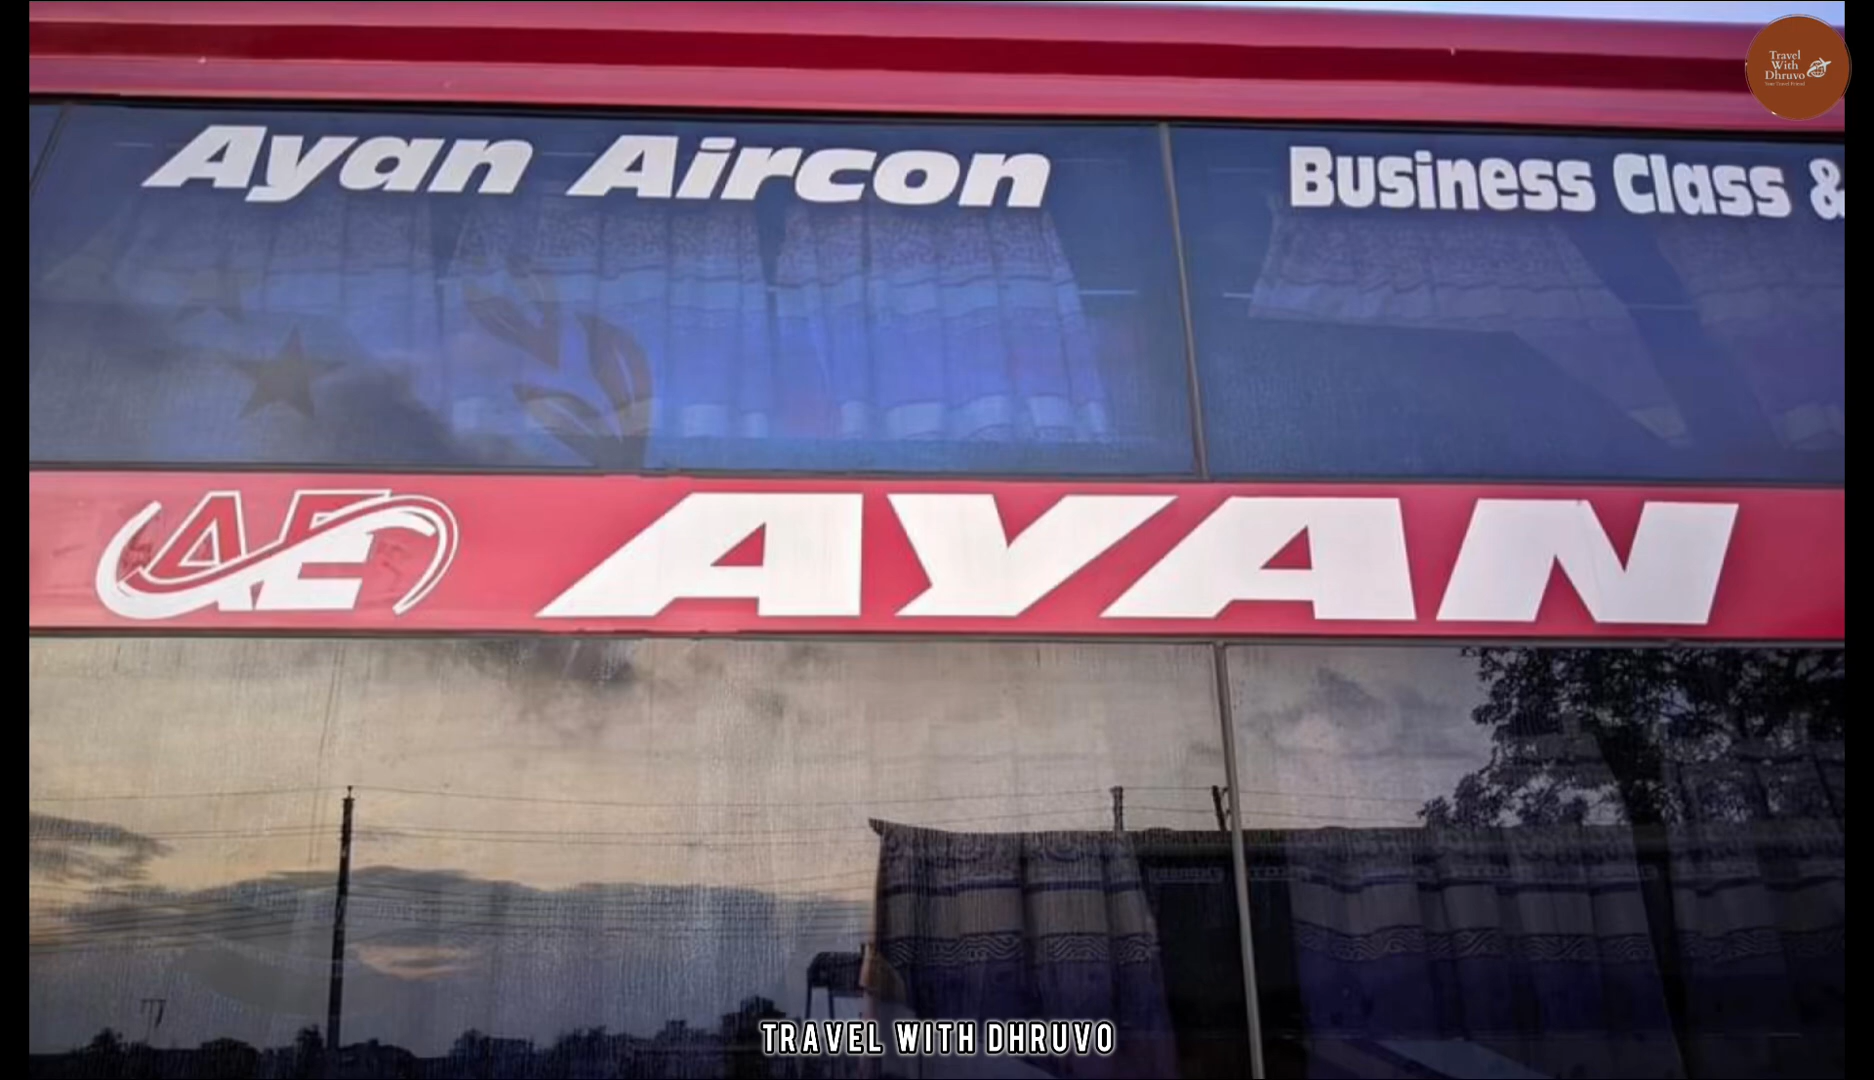 Travel
With
Dhruvo
Ayan Aircon
Business Class &
AE
AYAN
TRAVEL WITH DHRUVO